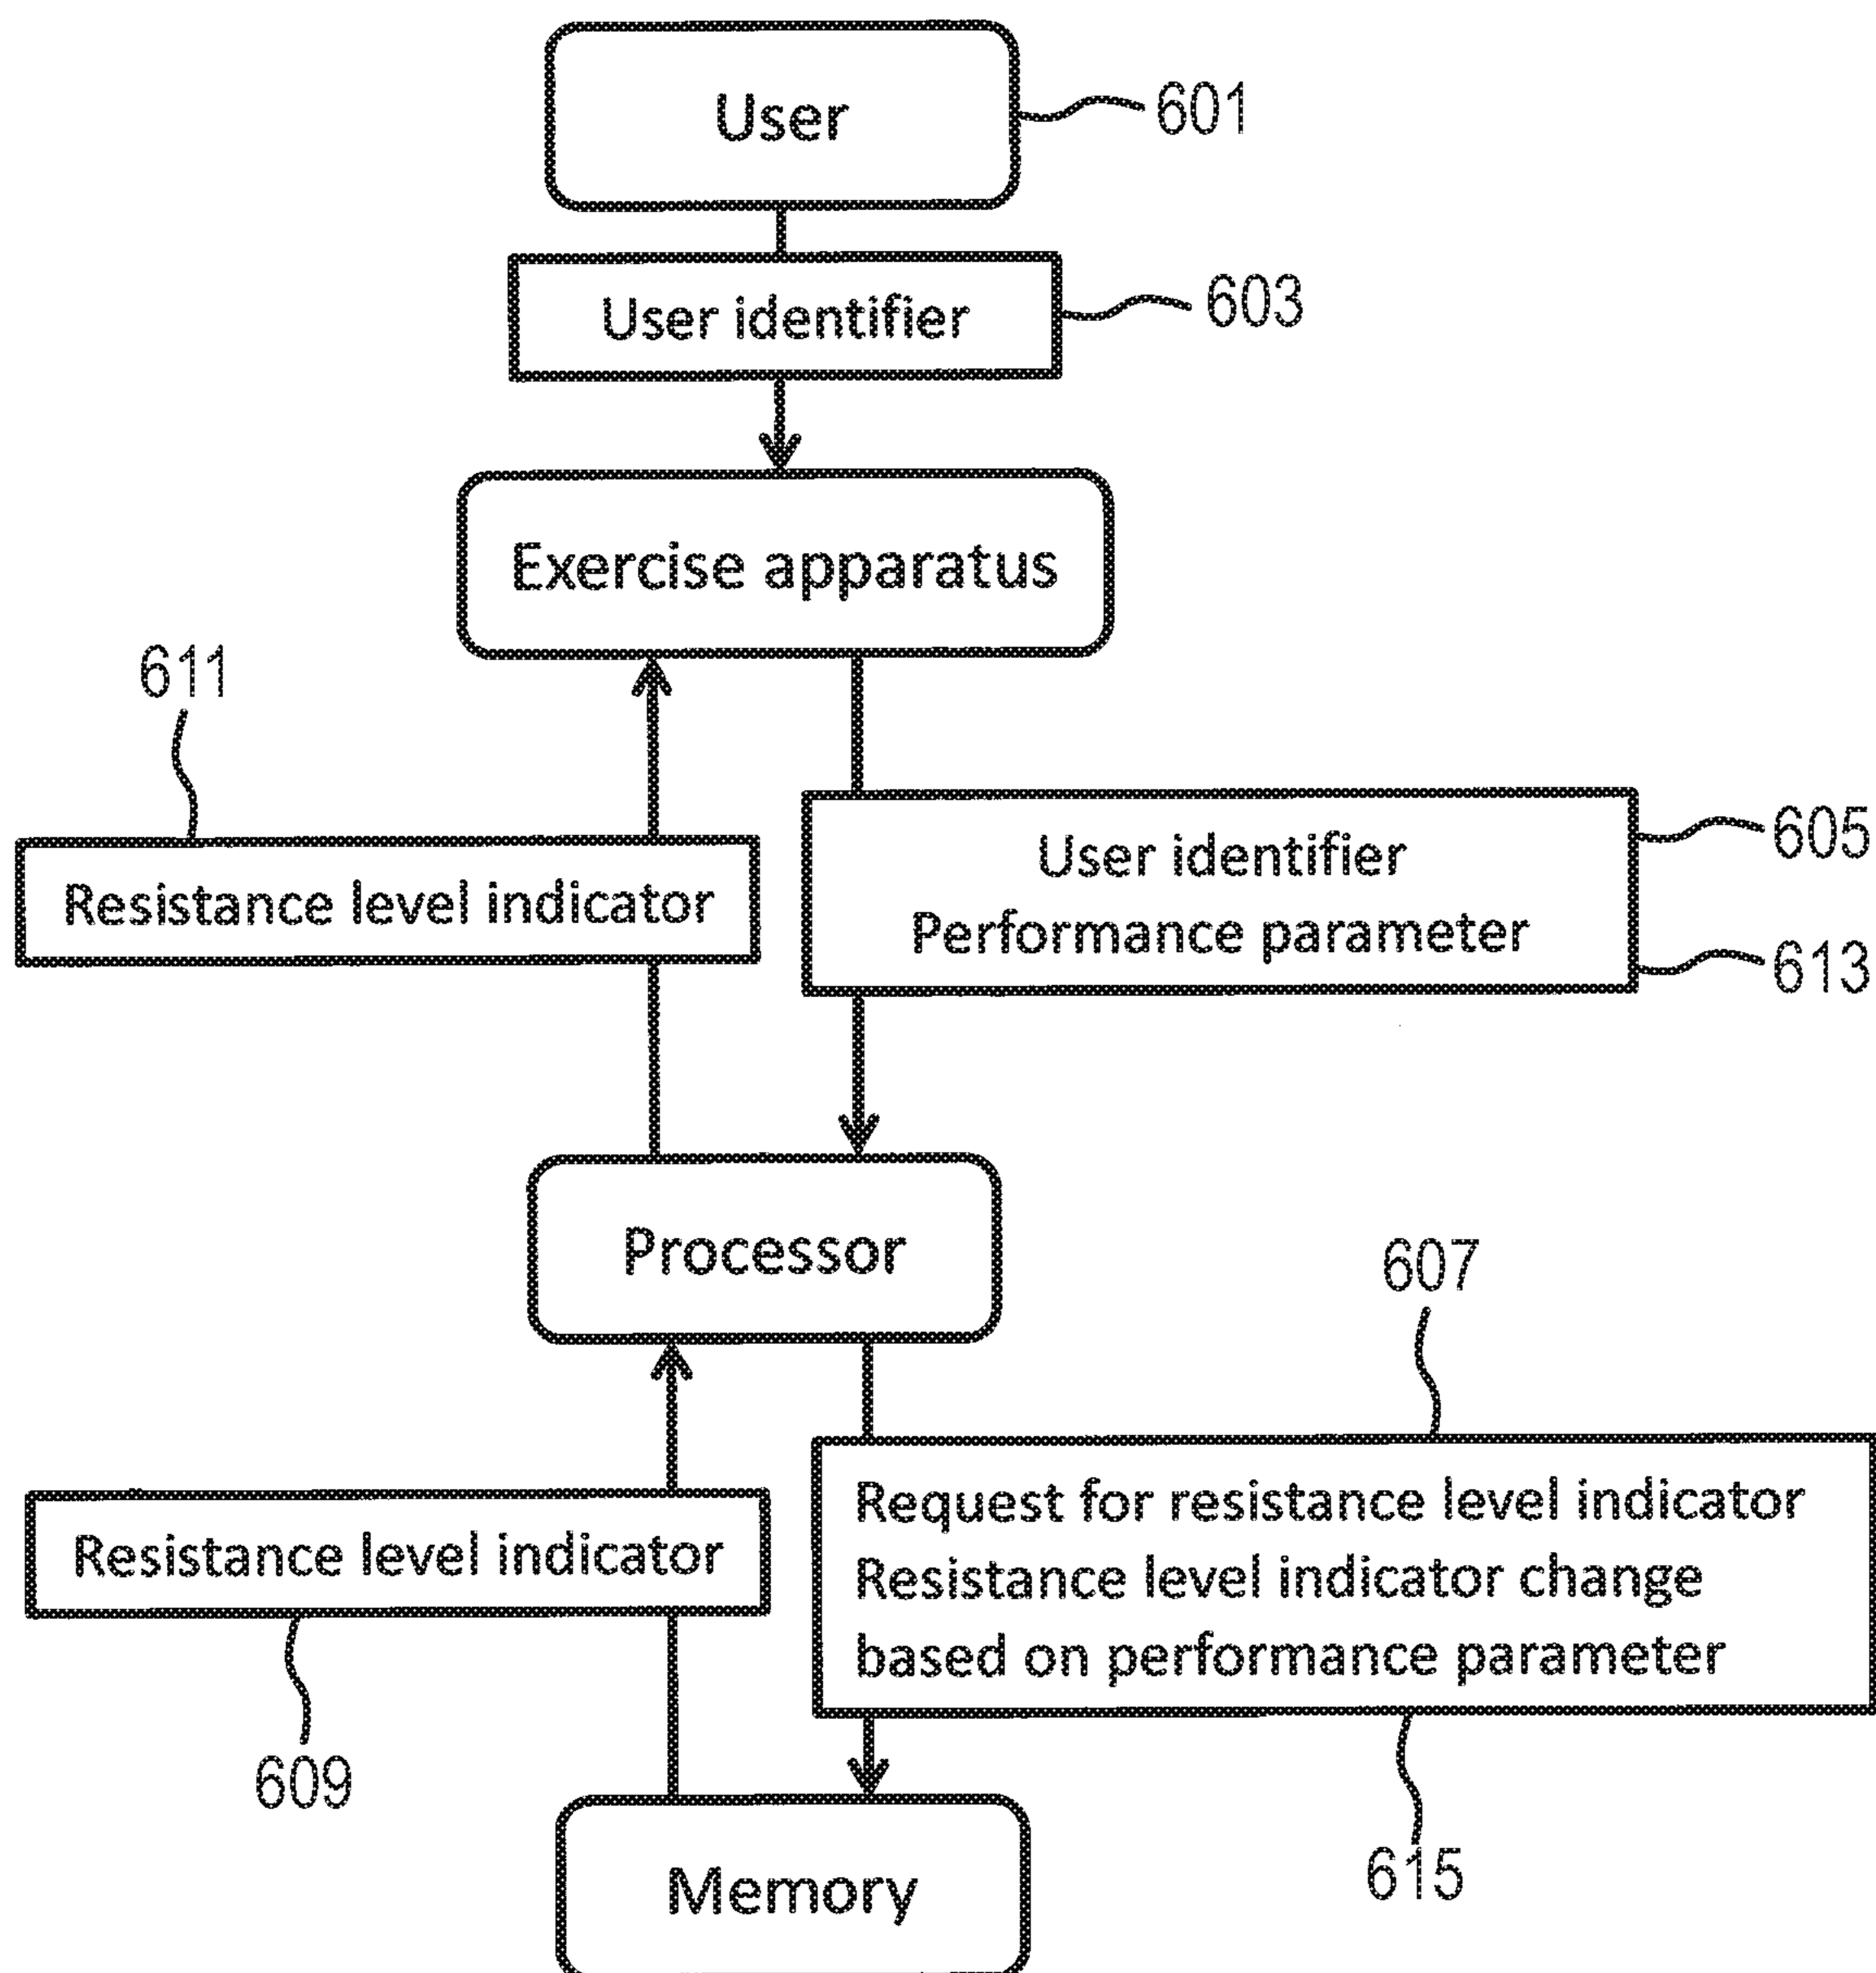 User
601
User identifier
603
Exercise apparatus
611
Resistance level indicator
User identifier
Performance parameter
605
613
Processor
607
Request for resistance level indicator
Resistance level indicator change
based on performance parameter
Resistance level indicator
609
615
Memory